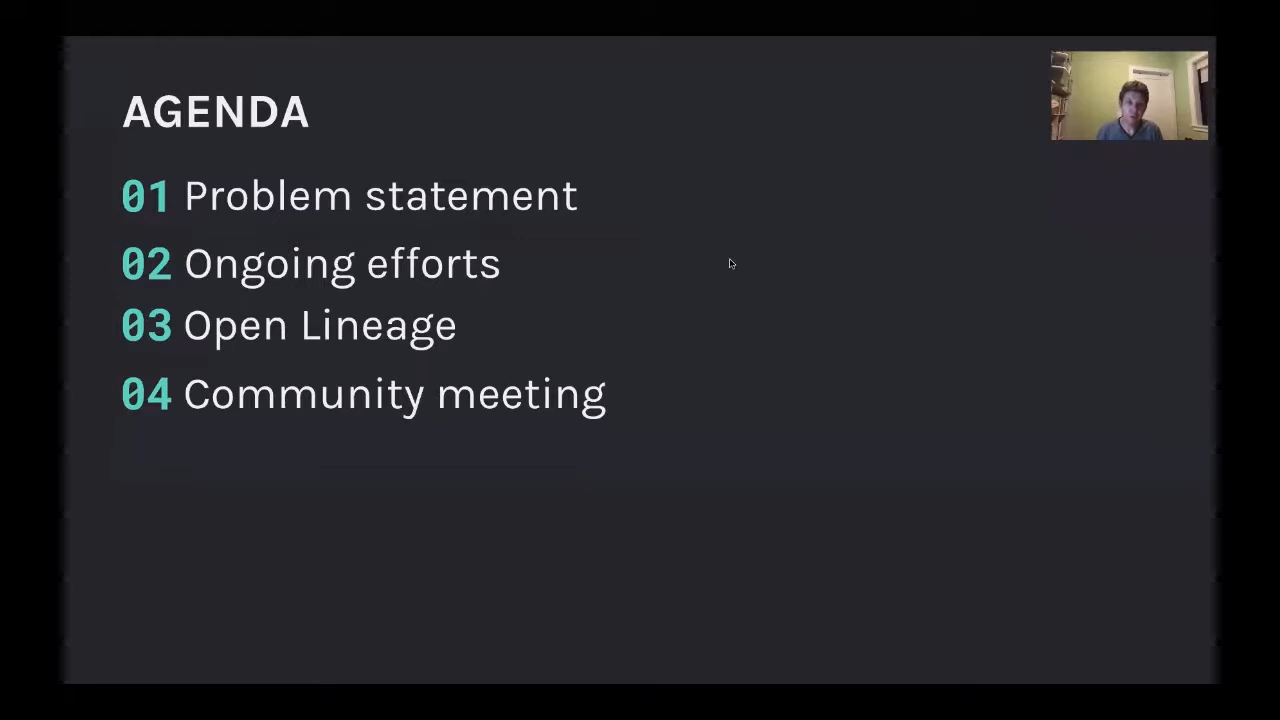 AGENDA
01 Problem statement
02 Ongoing efforts
03 Open Lineage
04 Community meeting